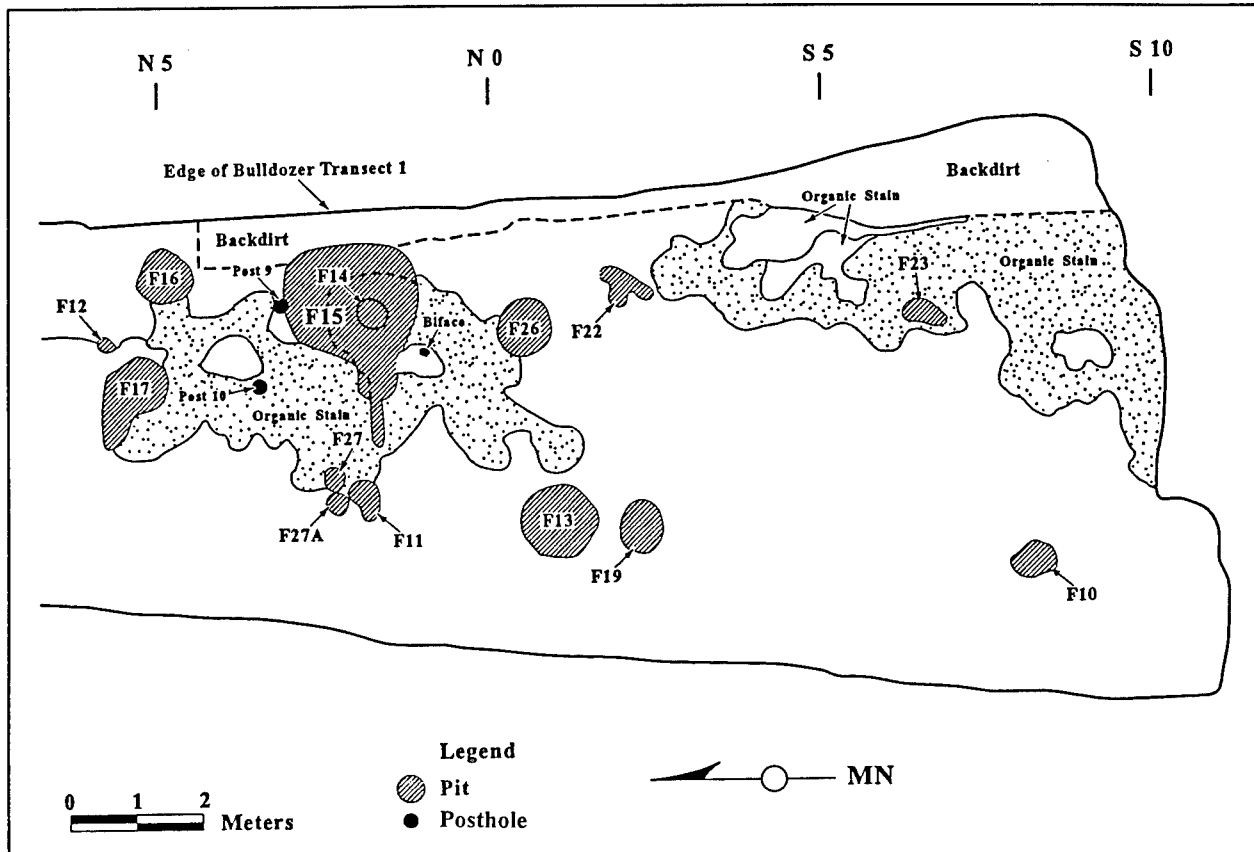 N 5
N 0
S 5
S 10
Edge of Bulldozer Transect 1
Backdirt
Organic Stain
Backdirt
Post 9
F14
F16
F15
F12
Biface
F26
F22
F23
Organic Stain
F17
Post 10
Organic Stain
F27
F27A
F11
F13
F19
F10
Legend
Pit
Posthole
0 1 2
Meters
MN